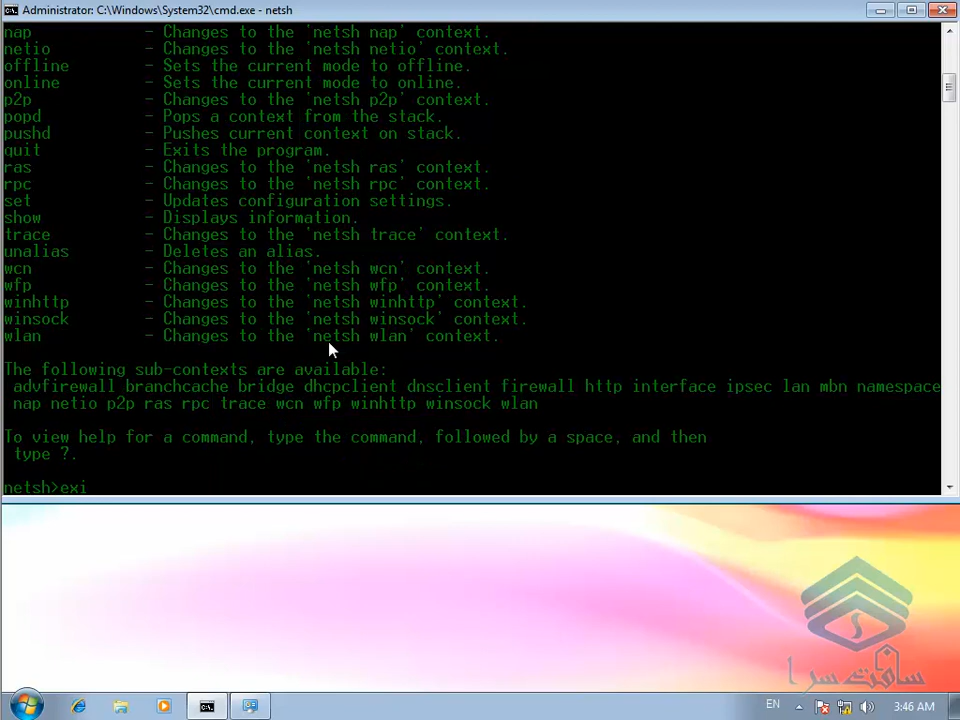 Administrator: C:\Windows\System32\cmd.exe - netsh
nap            - Changes to the `netsh nap' context.
netio          - Changes to the `netsh netio' context.
offline        - Sets the current mode to offline.
online         - Sets the current mode to online.
p2p            - Changes to the `netsh p2p' context.
popd           - Pops a context from the stack.
pushd          - Pushes current context on stack.
quit           - Exits the program.
ras            - Changes to the `netsh ras' context.
rpc            - Changes to the `netsh rpc' context.
set            - Updates configuration settings.
show           - Displays information.
trace          - Changes to the `netsh trace' context.
unalias        - Deletes an alias.
wcn            - Changes to the `netsh wcn' context.
wfp            - Changes to the `netsh wfp' context.
winhttp        - Changes to the `netsh winhttp' context.
winsock        - Changes to the `netsh winsock' context.
wlan           - Changes to the `netsh wlan' context.
The following sub-contexts are available:
advfirewall branchcache bridge dhcpclient dnsclient firewall http interface ipsec lan mbn namespace
nap netio p2p ras rpc trace wcn wfp winhttp winsock wlan
To view help for a command, type the command, followed by a space, and then
type ?.
netsh>exi
سافت سرا
EN
3:46 AM